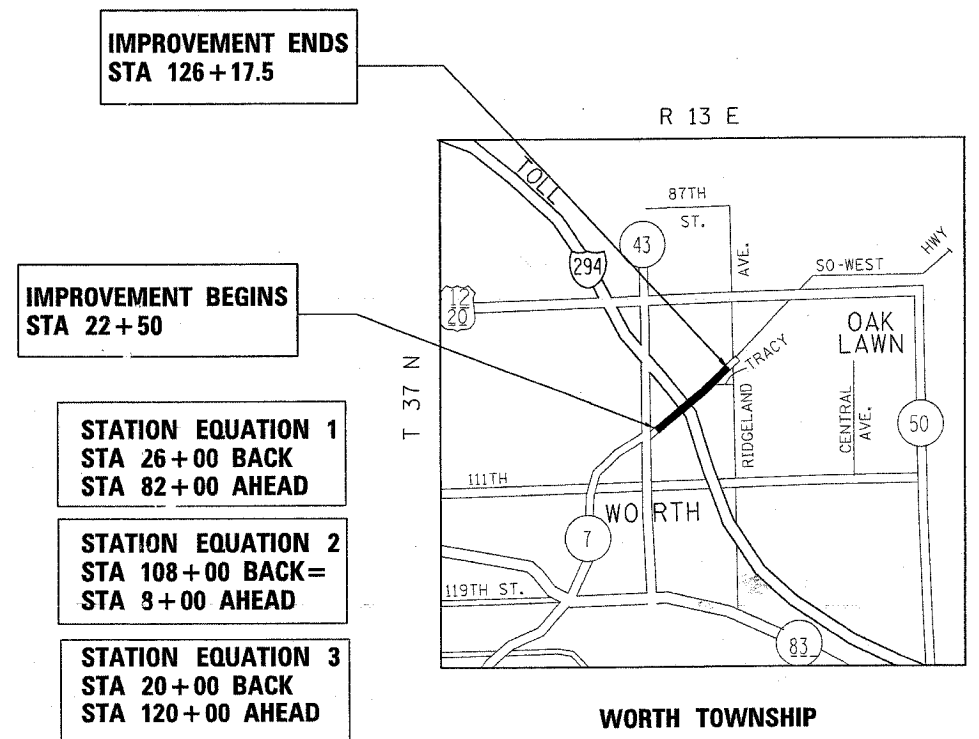 IMPROVEMENT ENDS
STA 126+17.5
R 13 E
TOLL
87TH
ST.
43
AVE.
HWY
SO-WEST
294
IMPROVEMENT BEGINS
STA 22+50
12
20
OAK
LAWN
TRACY
T 37 N
RIDGELAND
CENTRAL
AVE.
50
STATION EQUATION 1
STA 26+00 BACK
STA 82+00 AHEAD
111TH
WORTH
7
STATION EQUATION 2
STA 108+00 BACK=
STA 8+00 AHEAD
119TH ST.
83
STATION EQUATION 3
STA 20+00 BACK
STA 120+00 AHEAD
WORTH TOWNSHIP